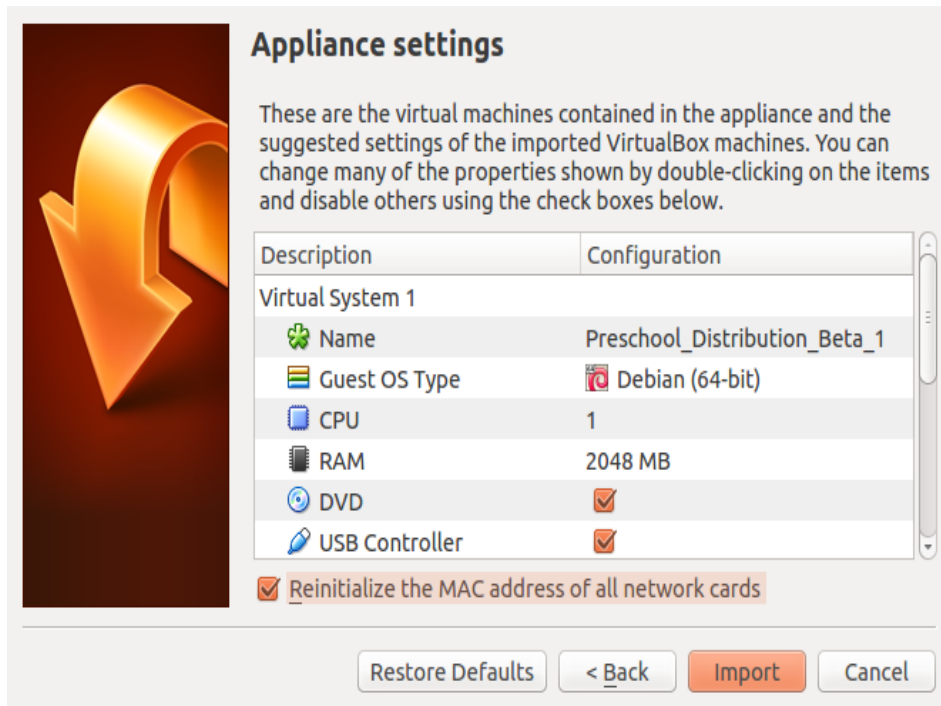 Appliance settings
These are the virtual machines contained in the appliance and the
suggested settings of the imported VirtualBox machines. You can
change many of the properties shown by double-clicking on the items
and disable others using the check boxes below.
Description Configuration
Virtual System 1
Name Preschool_Distribution_Beta_1
Guest OS Type Debian (64-bit)
CPU 1
RAM 2048 MB
DVD
USB Controller
Reinitialize the MAC address of all network cards
Restore Defaults < Back Import Cancel